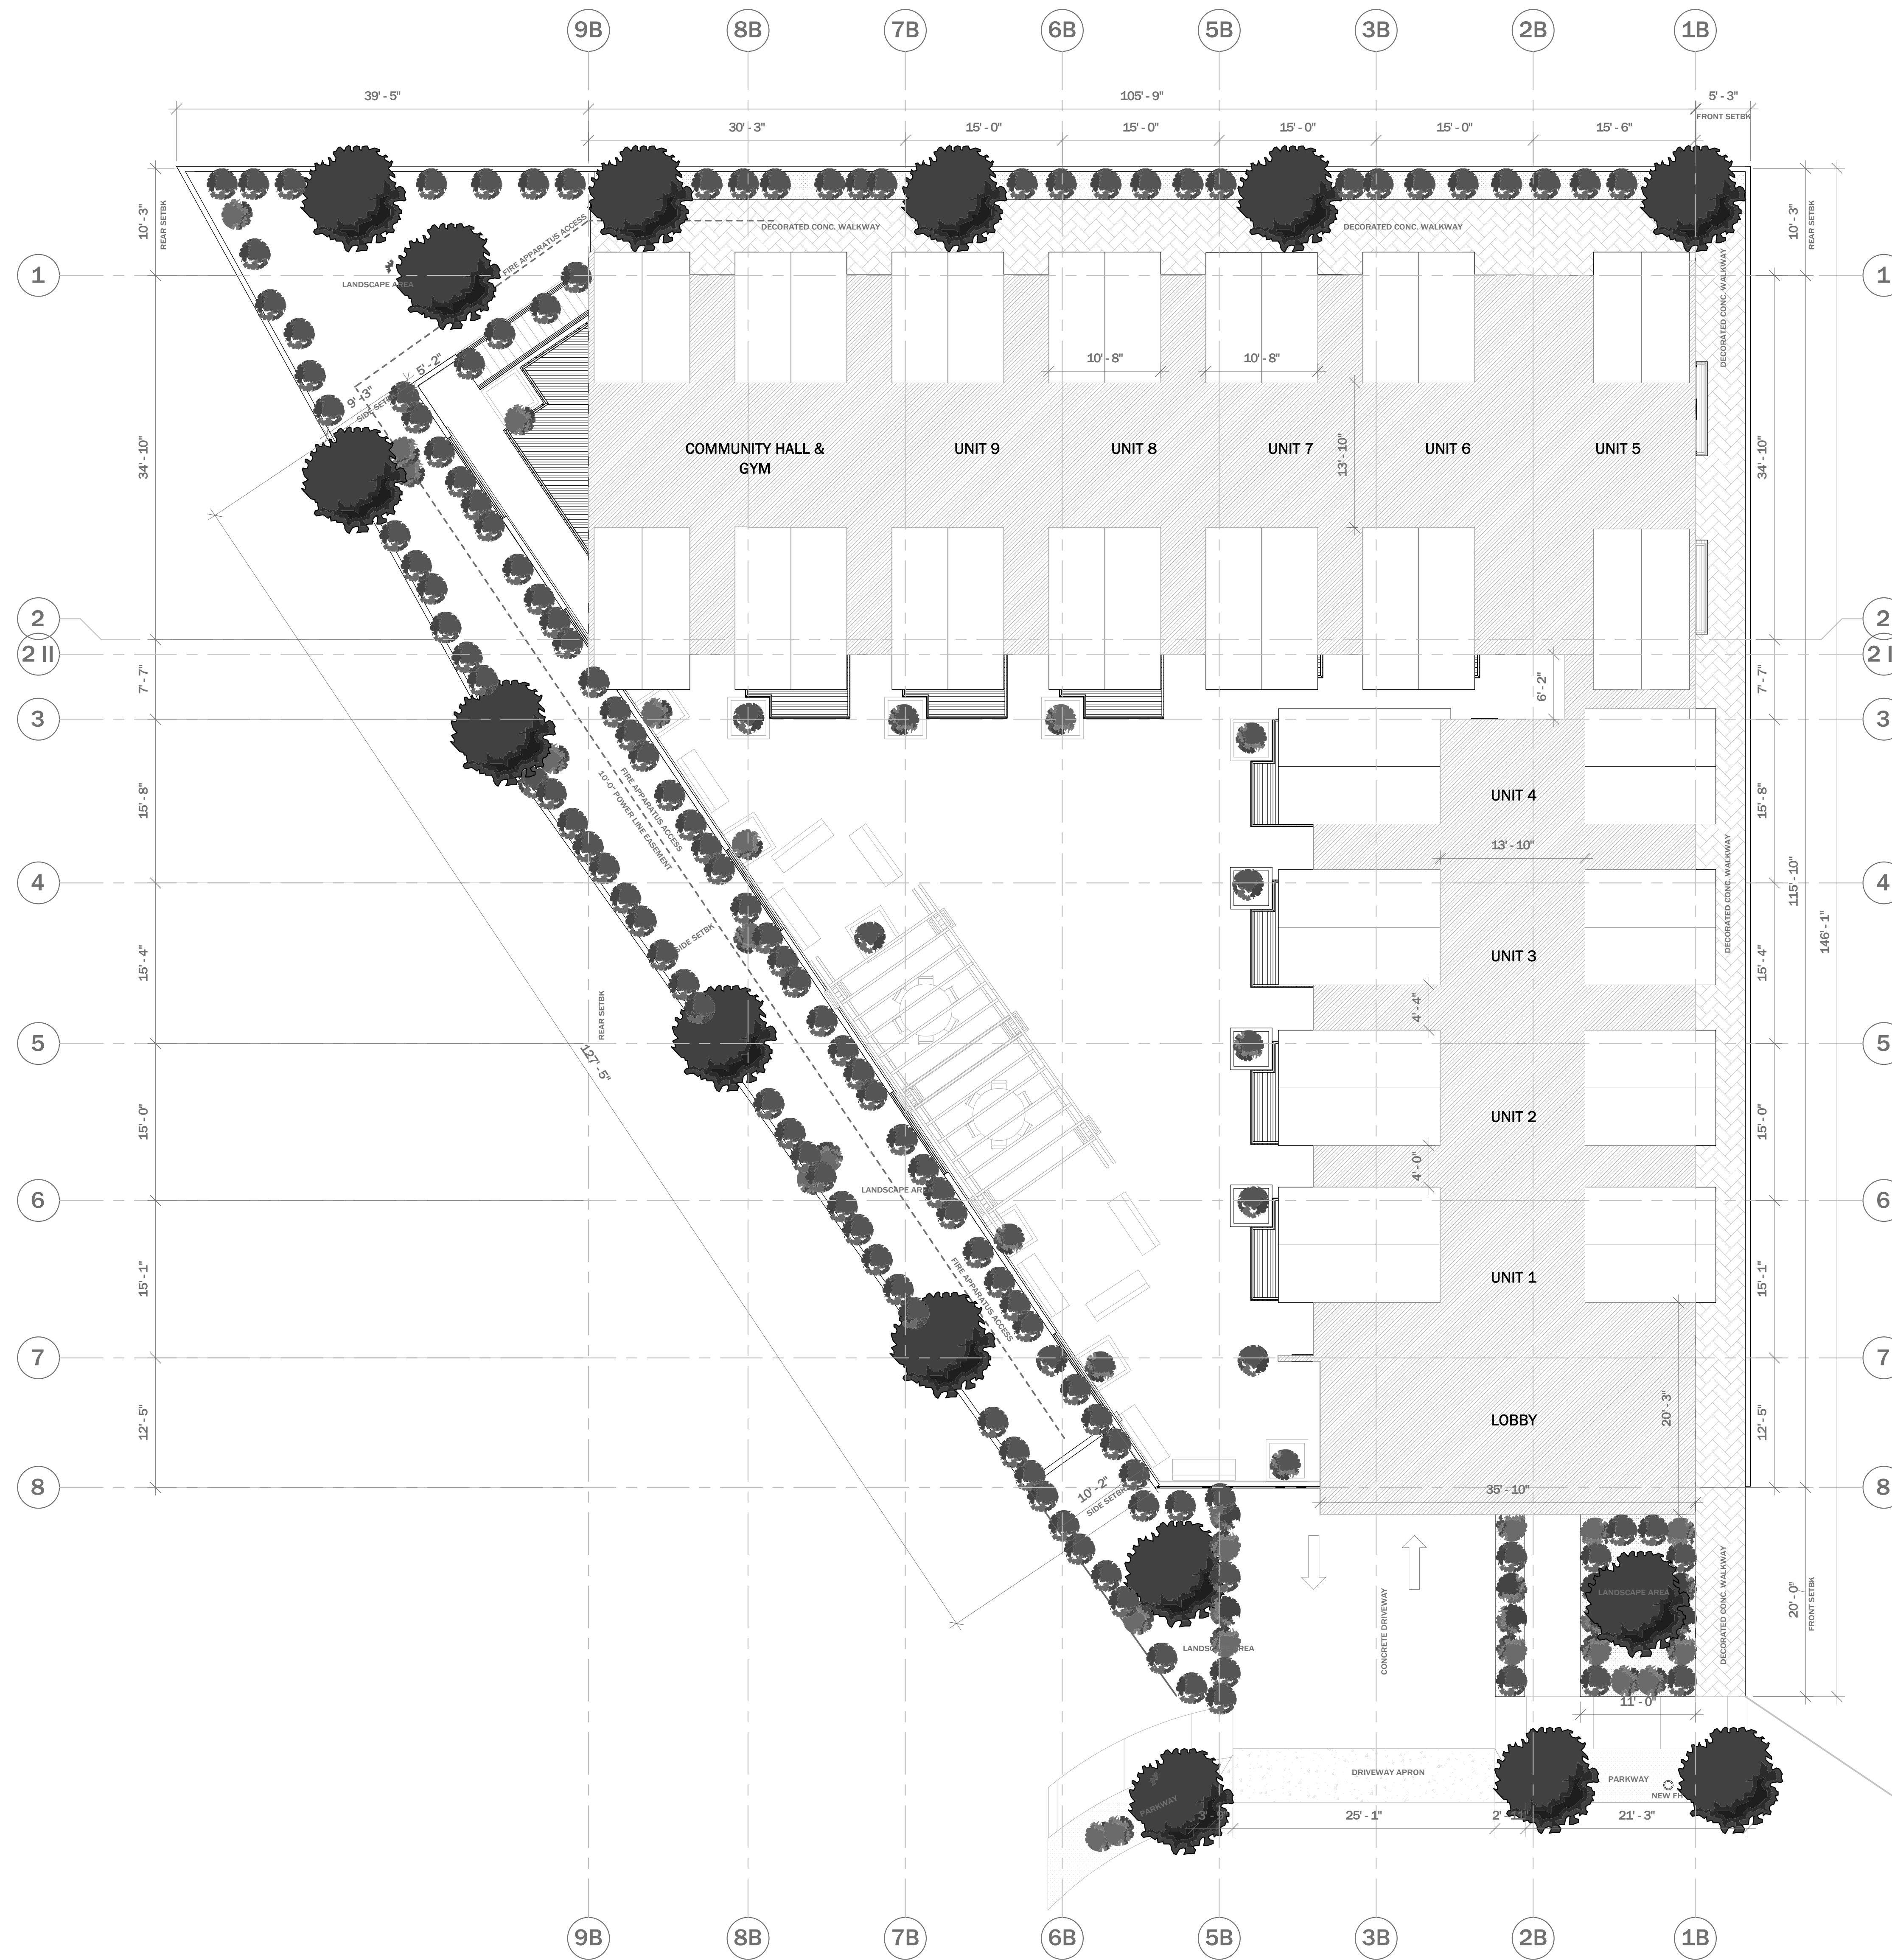 9B 8B 7B 6B 5B 3B 2B 1B
39' - 5" 105' - 9" 5' - 3"
FRONT SETBK
30' - 3" 15' - 0" 15' - 0" 15' - 0" 15' - 0" 15' - 6"
10' - 3"
REAR SETBK
FIRE APPARATUS ACCESS
DECORATED CONC. WALKWAY
DECORATED CONC. WALKWAY
10' - 3"
REAR SETBK
1
LANDSCAPE AREA
DECORATED CONC. WALKWAY
1
5' - 2"
9' - 3"
SIDE SETBK
10' - 8" 10' - 8"
34' - 10"
COMMUNITY HALL &
GYM
UNIT 9
UNIT 8
UNIT 7
13' - 10"
UNIT 6
UNIT 5
34' - 10"
2
2 II
2
2 I
7' - 7"
6' - 2"
7' - 7"
3
3
FIRE APPARATUS ACCESS
10'-0" POWER LINE EASEMENT
15' - 8"
UNIT 4
15' - 8"
13' - 10"
4
DECORATED CONC. WALKWAY
115' - 10"
146' - 1"
4
SIDE SETBK
15' - 4"
UNIT 3
15' - 4"
REAR SETBK
4' - 4"
5
127' - 5"
5
15' - 0"
UNIT 2
15' - 0"
4' - 0"
LANDSCAPE AR
6
6
15' - 1"
FIRE APPARATUS ACCESS
UNIT 1
15' - 1"
7
7
12' - 5"
LOBBY
20' - 3"
12' - 5"
8
10' - 2"
SIDE SETBK
35' - 10"
8
LANDSCAPE AREA
CONCRETE DRIVEWAY
DECORATED CONC. WALKWAY
20' - 0"
FRONT SETBK
LANDSCAPE AREA
11' - 0"
DRIVEWAY APRON
PARKWAY
NEW FH
PARKWAY
25' - 1" 21' - 3"
9B 8B 7B 6B 5B 3B 2B 1B